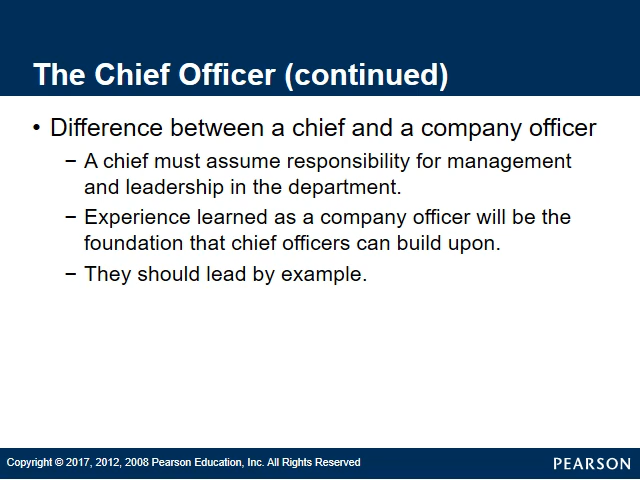 The Chief Officer (continued)
• Difference between a chief and a company officer
– A chief must assume responsibility for management
and leadership in the department.
– Experience learned as a company officer will be the
foundation that chief officers can build upon.
– They should lead by example.
Copyright © 2017, 2012, 2008 Pearson Education, Inc. All Rights Reserved
PEARSON